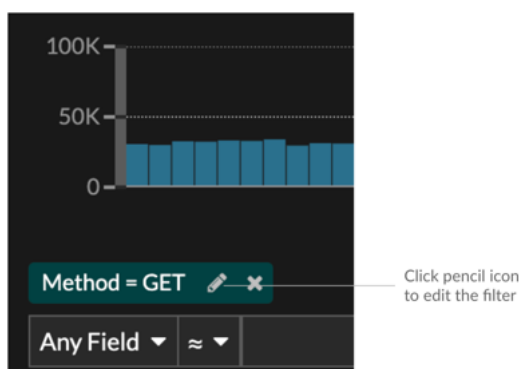 100K
50K
0
Method = GET
Click pencil icon
to edit the filter
Any Field ≈